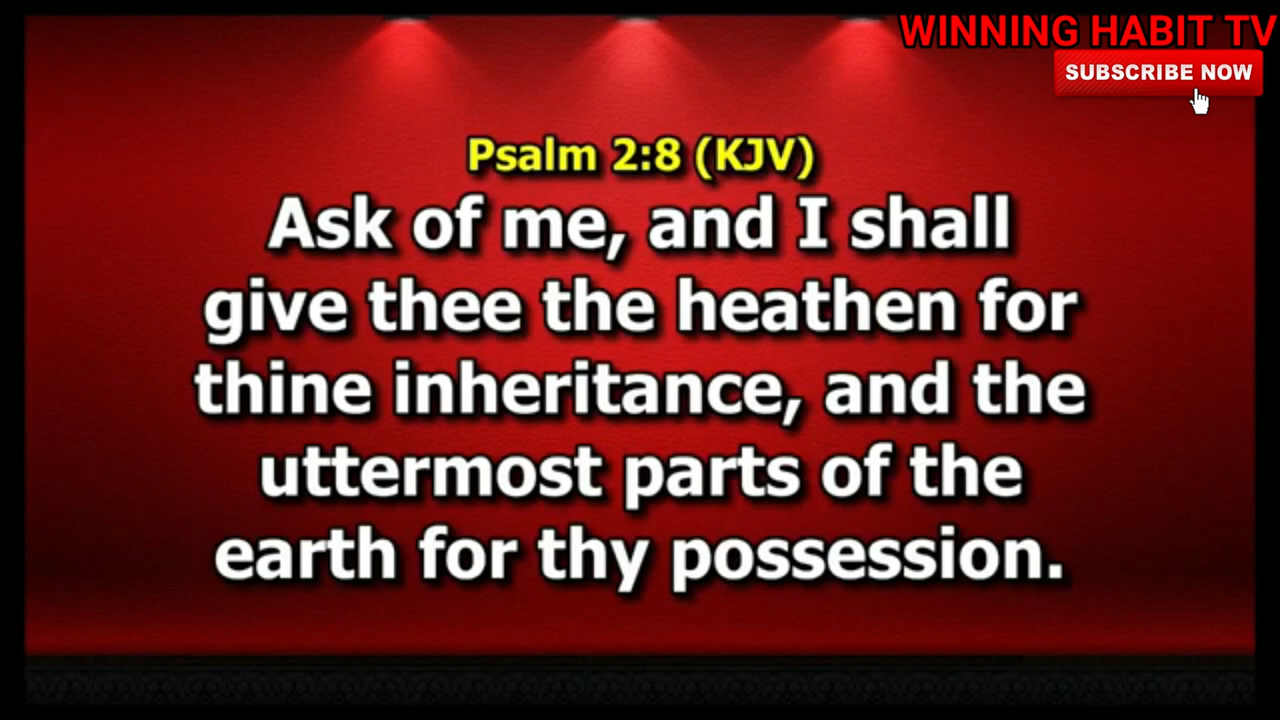 WINNING HABIT TV
SUBSCRIBE NOW
Psalm 2:8 (KJV)
Ask of me, and I shall
give thee the heathen for
thine inheritance, and the
uttermost parts of the
earth for thy possession.